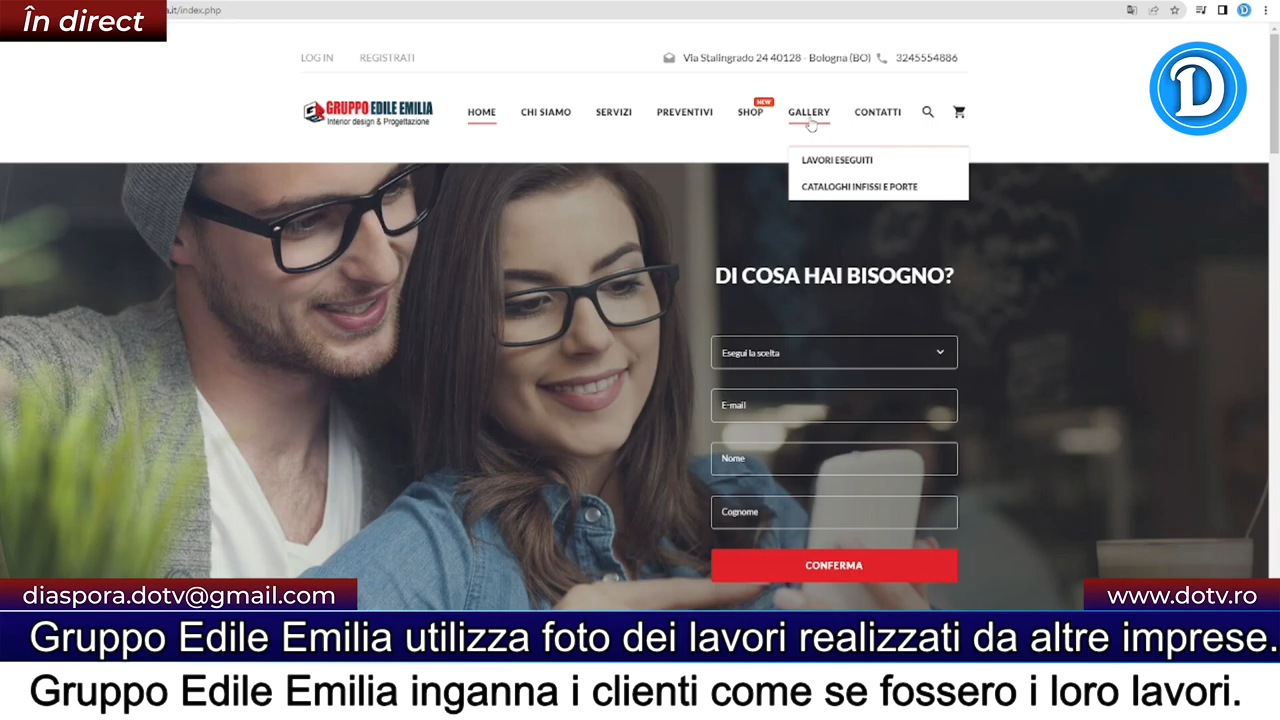 În direct
n.it/index.php
LOG IN REGISTRATI
Via Stalingrado 24 40128 - Bologna (BO) 3245554886
GRUPPO EDILE EMILIA
Interior design & Progettazione
HOME CHI SIAMO SERVIZI PREVENTIVI SHOP NEW GALLERY CONTATTI
LAVORI ESEGUITI
CATALOGHI INFISSI E PORTE
DI COSA HAI BISOGNO?
Esegui la scelta
E-mail
Nome
Cognome
CONFERMA
diaspora.dotv@gmail.com
www.dotv.ro
Gruppo Edile Emilia utilizza foto dei lavori realizzati da altre imprese.
Gruppo Edile Emilia inganna i clienti come se fossero i loro lavori.